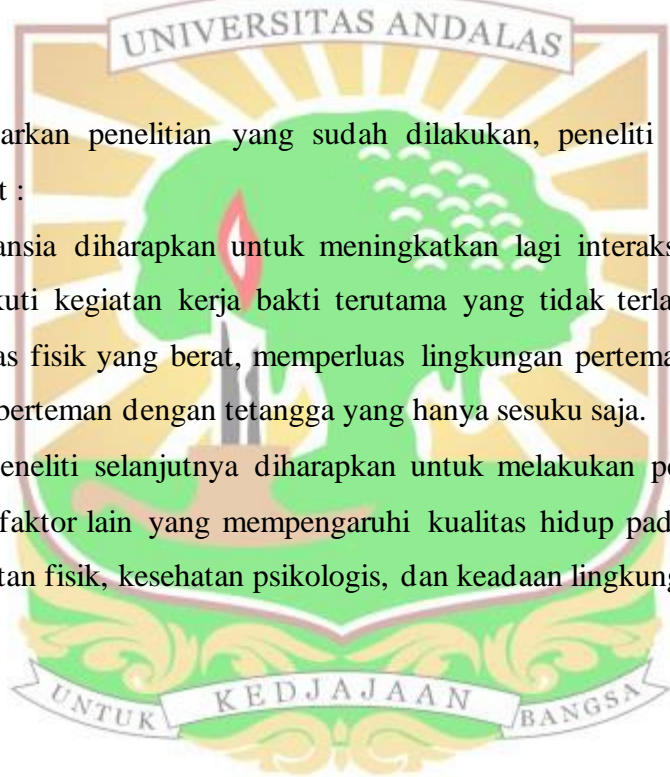 UNIVERSITAS ANDALAS
arkan penelitian yang sudah dilakukan, peneliti
t :
ansia diharapkan untuk meningkatkan lagi interaks
kuti kegiatan kerja bakti terutama yang tidak terla
as fisik yang berat, memperluas lingkungan pertema
berteman dengan tetangga yang hanya sesuku saja.
eneliti selanjutnya diharapkan untuk melakukan pe
faktor lain yang mempengaruhi kualitas hidup pad
tan fisik, kesehatan psikologis, dan keadaan lingkung
UNTUK KEDJAJAAN BANGSA